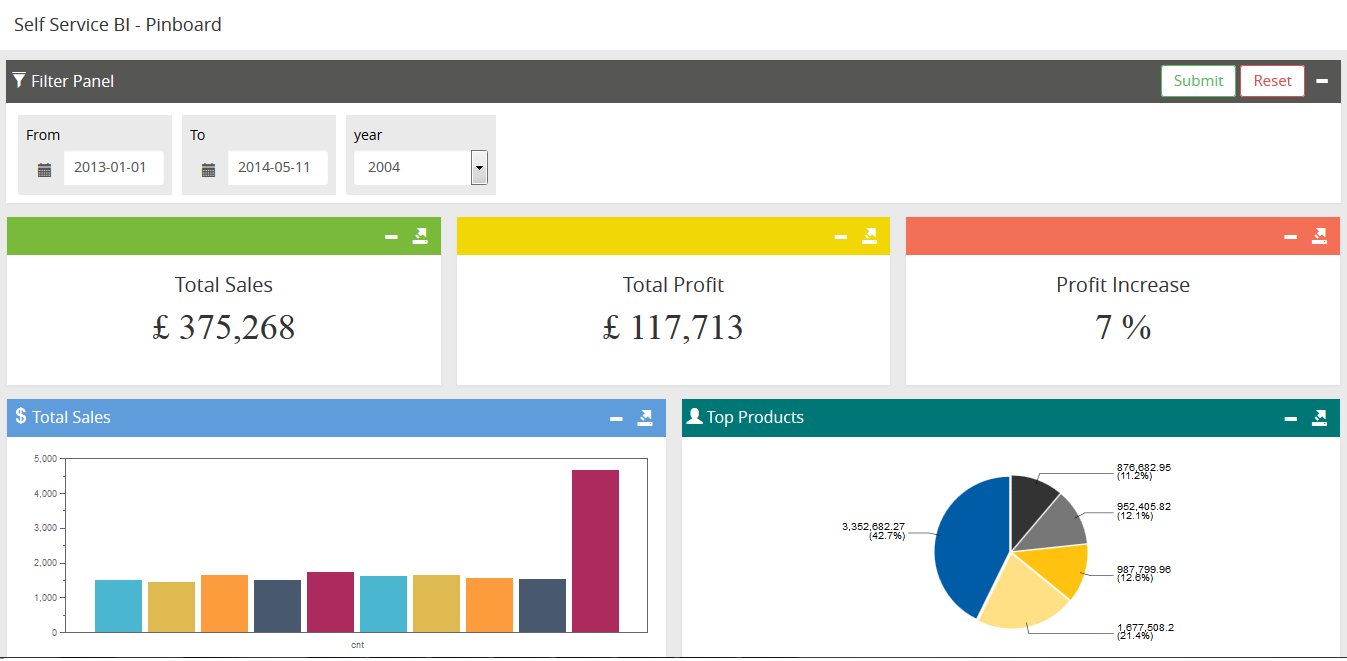 Self Service BI - Pinboard
Filter Panel
Submit Reset
From To year
2013-01-01 2014-05-11 2004
Total Sales
£ 375,268
Total Profit
£ 117,713
Profit Increase
7 %
$ Total Sales
5,000
4,000
3,000
2,000
1,000
0
cnt
Top Products
876,682.95
(11.2%)
952,405.82
(12.1%)
3,352,682.27
(42.7%)
987,799.96
(12.6%)
1,677,508.2
(21.4%)